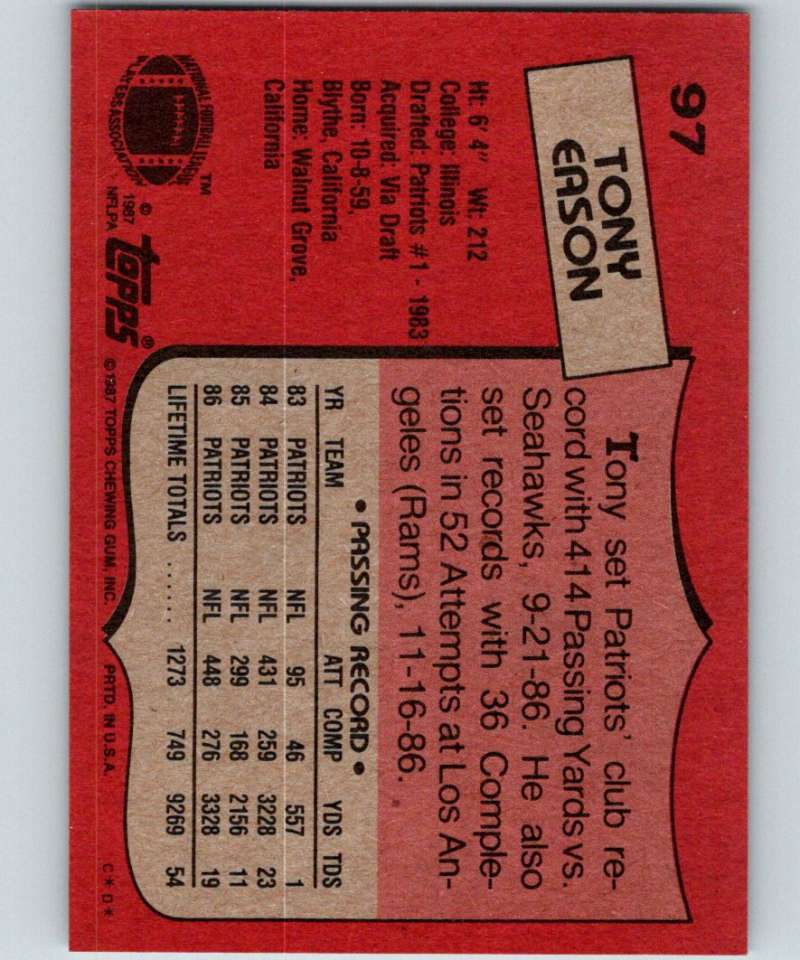 97
TONY
EASON
Ht: 6' 4" Wt: 212
College: Illinois
Drafted: Patriots #1 - 1983
Acquired: Via Draft
Born: 10-8-59,
Blythe, California
Home: Walnut Grove,
California
NATIONAL FOOTBALL LEAGUE
PLAYERS ASSOCIATION
™
© 1987
NFLPA
topps®
Tony set Patriots' club re-
cord with 414 Passing Yards vs.
Seahawks, 9-21-86. He also
set records with 36 Comple-
tions in 52 Attempts at Los An-
geles (Rams), 11-16-86.
• PASSING RECORD •
YR TEAM ATT COMP YDS TDS
83 PATRIOTS NFL 95 46 557 1
84 PATRIOTS NFL 431 259 3228 23
85 PATRIOTS NFL 299 168 2156 11
86 PATRIOTS NFL 448 276 3328 19
LIFETIME TOTALS ...... 1273 749 9269 54
©1987 TOPPS CHEWING GUM, INC. PRTD. IN U.S.A. C*D*